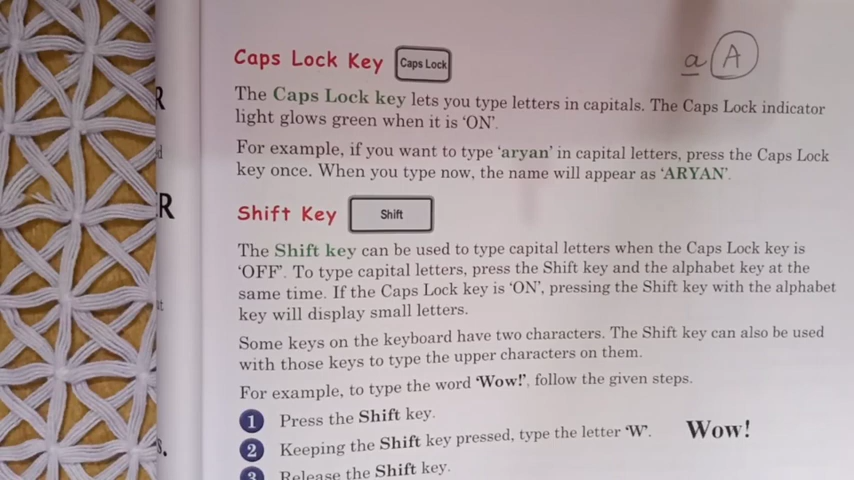 Caps Lock Key Caps Lock
a A
The Caps Lock key lets you type letters in capitals. The Caps Lock indicator
light glows green when it is ‘ON’.
For example, if you want to type ‘aryan’ in capital letters, press the Caps Lock
key once. When you type now, the name will appear as ‘ARYAN’.
Shift Key Shift
The Shift key can be used to type capital letters when the Caps Lock key is
‘OFF’. To type capital letters, press the Shift key and the alphabet key at the
same time. If the Caps Lock key is ‘ON’, pressing the Shift key with the alphabet
key will display small letters.
Some keys on the keyboard have two characters. The Shift key can also be used
with those keys to type the upper characters on them.
For example, to type the word ‘Wow!’, follow the given steps.
1 Press the Shift key.
2 Keeping the Shift key pressed, type the letter ‘W’. Wow!
3 Release the Shift key.